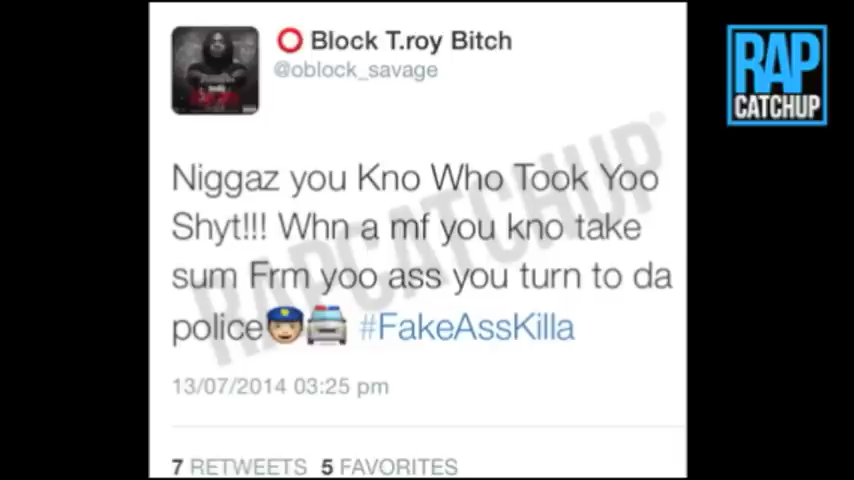 ⭕ Block T.roy Bitch
@oblock_savage
RAP
CATCHUP
Niggaz you Kno Who Took Yoo
Shyt!!! Whn a mf you kno take
sum Frm yoo ass you turn to da
police👮🚔 #FakeAssKilla
RAPCATCHUP
13/07/2014 03:25 pm
7 RETWEETS 5 FAVORITES